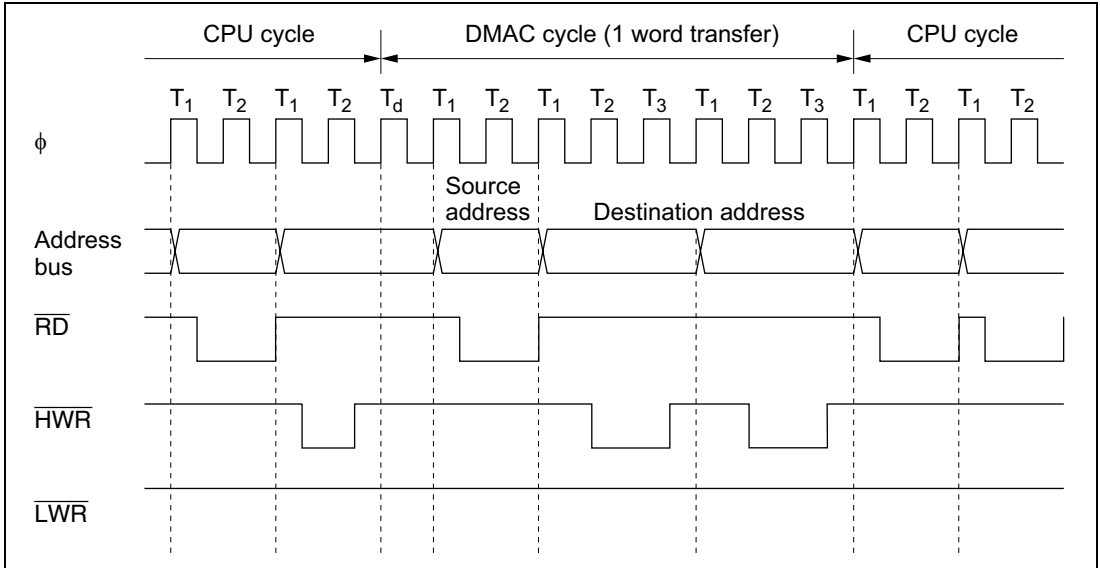 CPU cycle DMAC cycle (1 word transfer) CPU cycle
T1 T2 T1 T2 Td T1 T2 T1 T2 T3 T1 T2 T3 T1 T2 T1 T2
φ
Source
address Destination address
Address
bus
RD
HWR
LWR